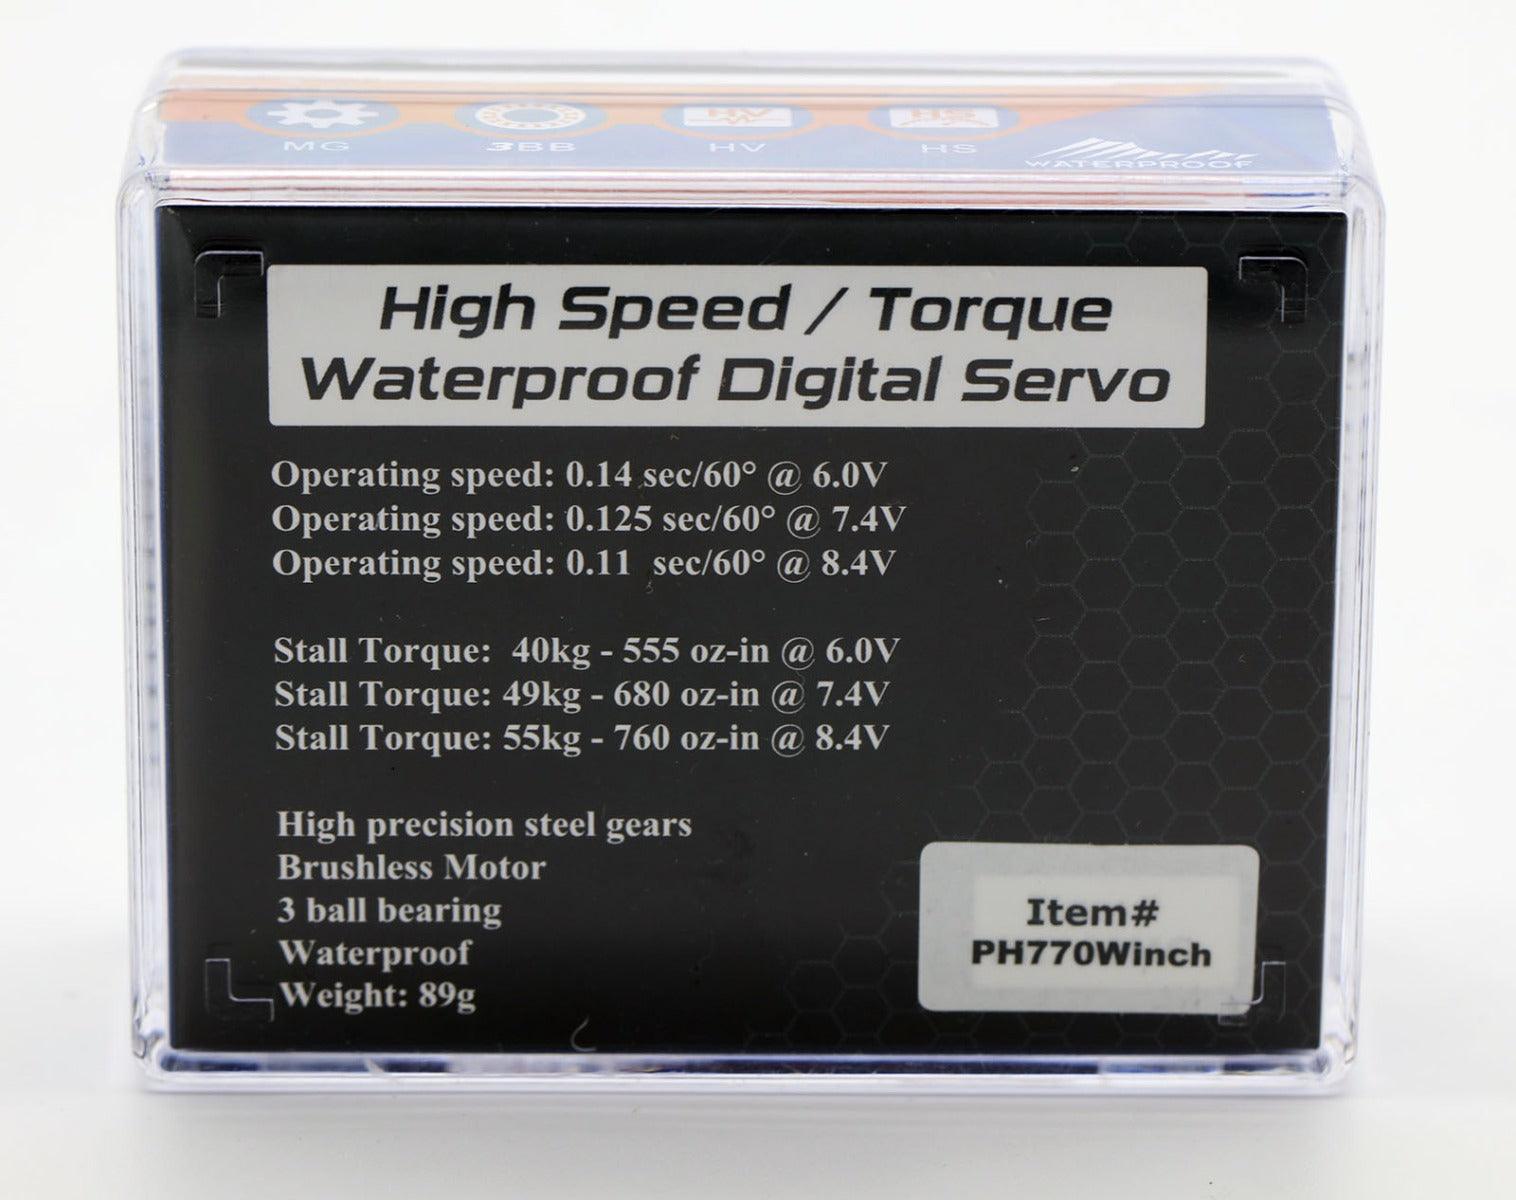 MG 3BB HV HS WATERPROOF
High Speed / Torque
Waterproof Digital Servo
Operating speed: 0.14 sec/60° @ 6.0V
Operating speed: 0.125 sec/60° @ 7.4V
Operating speed: 0.11 sec/60° @ 8.4V
Stall Torque: 40kg - 555 oz-in @ 6.0V
Stall Torque: 49kg - 680 oz-in @ 7.4V
Stall Torque: 55kg - 760 oz-in @ 8.4V
High precision steel gears
Brushless Motor
3 ball bearing
Waterproof
Weight: 89g
Item#
PH770Winch